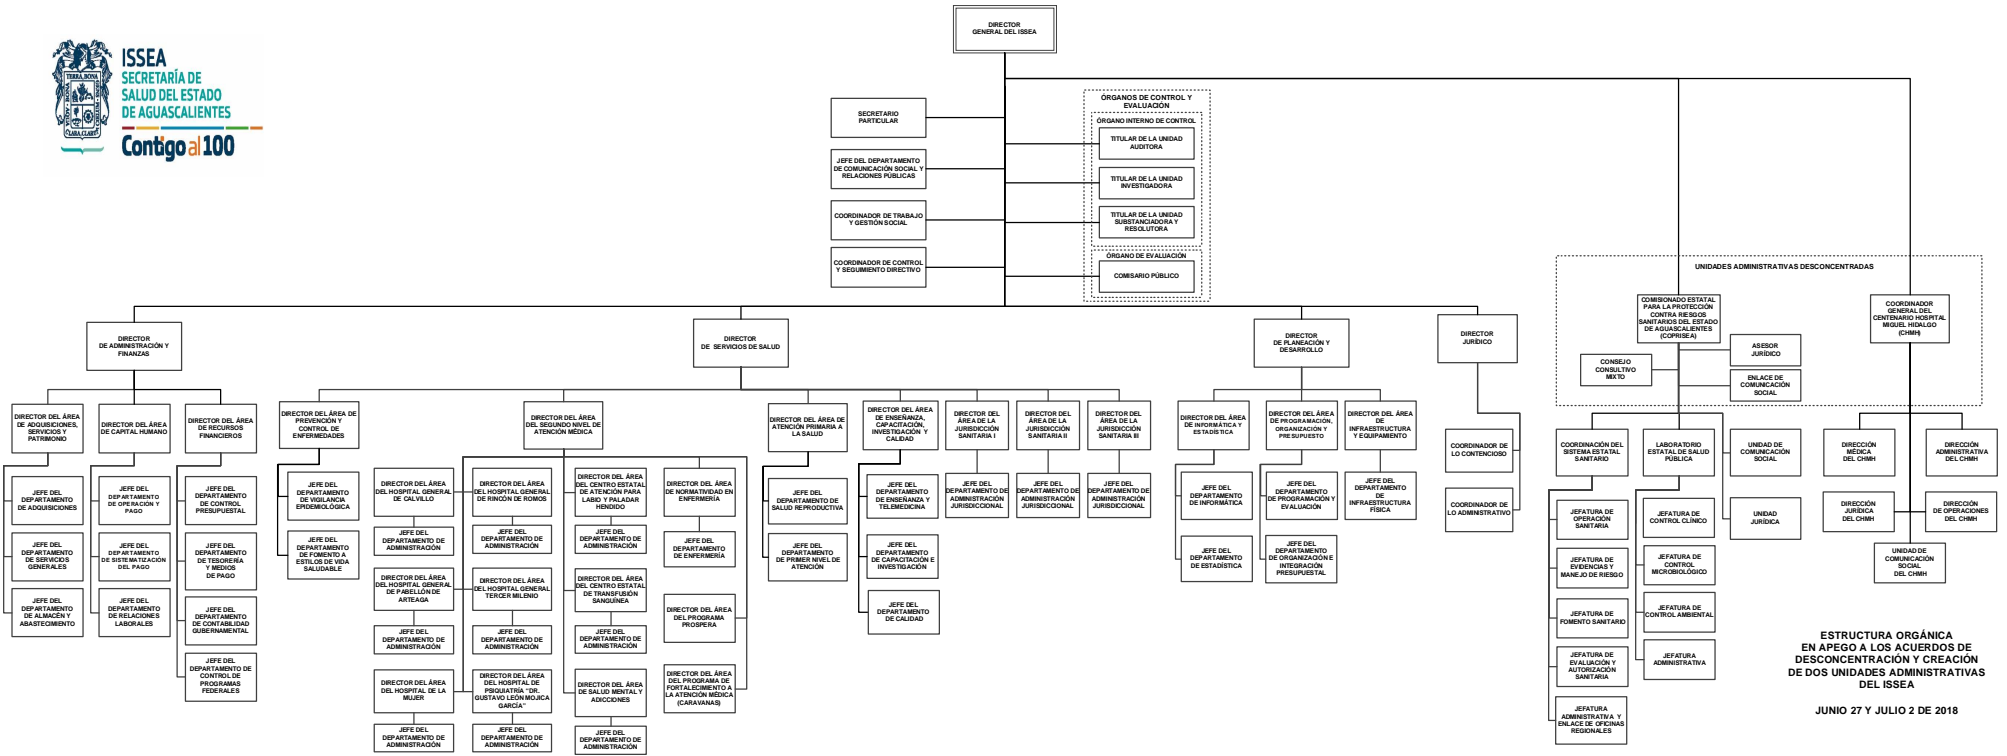 ISSEA
SECRETARÍA DE
SALUD DEL ESTADO
DE AGUASCALIENTES
Contigo al 100
TERRA BONA
CLARA, CLARVM
DIRECTOR
GENERAL DEL ISSEA
SECRETARIO
PARTICULAR
JEFE DEL DEPARTAMENTO
DE COMUNICACIÓN SOCIAL Y
RELACIONES PÚBLICAS
COORDINADOR DE TRABAJO
Y GESTIÓN SOCIAL
COORDINADOR DE CONTROL
Y SEGUIMIENTO DIRECTIVO
ÓRGANOS DE CONTROL Y
EVALUACIÓN
ÓRGANO INTERNO DE CONTROL
TITULAR DE LA UNIDAD
AUDITORA
TITULAR DE LA UNIDAD
INVESTIGADORA
TITULAR DE LA UNIDAD
SUBSTANCIADORA Y
RESOLUTORA
ÓRGANO DE EVALUACIÓN
COMISARIO PÚBLICO
UNIDADES ADMINISTRATIVAS DESCONCENTRADAS
COMISIONADO ESTATAL
PARA LA PROTECCIÓN
CONTRA RIESGOS
SANITARIOS DEL ESTADO
DE AGUASCALIENTES
(COPRISEA)
COORDINADOR
GENERAL DEL
CENTENARIO HOSPITAL
MIGUEL HIDALGO
(CHMH)
CONSEJO
CONSULTIVO
MIXTO
ASESOR
JURÍDICO
ENLACE DE
COMUNICACIÓN
SOCIAL
DIRECTOR
DE ADMINISTRACIÓN Y
FINANZAS
DIRECTOR
DE SERVICIOS DE SALUD
DIRECTOR
DE PLANEACIÓN Y
DESARROLLO
DIRECTOR
JURÍDICO
DIRECTOR DEL ÁREA
DE ADQUISICIONES,
SERVICIOS Y
PATRIMONIO
DIRECTOR DEL ÁREA
DE CAPITAL HUMANO
DIRECTOR DEL ÁREA
DE RECURSOS
FINANCIEROS
JEFE DEL
DEPARTAMENTO
DE ADQUISICIONES
JEFE DEL
DEPARTAMENTO
DE SERVICIOS
GENERALES
JEFE DEL
DEPARTAMENTO
DE ALMACÉN Y
ABASTECIMIENTO
JEFE DEL
DEPARTAMENTO
DE OPERACIÓN Y
PAGO
JEFE DEL
DEPARTAMENTO
DE SISTEMATIZACIÓN
DEL PAGO
JEFE DEL
DEPARTAMENTO
DE RELACIONES
LABORALES
JEFE DEL
DEPARTAMENTO
DE CONTROL
PRESUPUESTAL
JEFE DEL
DEPARTAMENTO
DE TESORERÍA
Y MEDIOS
DE PAGO
JEFE DEL
DEPARTAMENTO
DE CONTABILIDAD
GUBERNAMENTAL
JEFE DEL
DEPARTAMENTO DE
CONTROL DE
PROGRAMAS
FEDERALES
DIRECTOR DEL ÁREA DE
PREVENCIÓN Y
CONTROL DE
ENFERMEDADES
JEFE DEL
DEPARTAMENTO
DE VIGILANCIA
EPIDEMIOLÓGICA
JEFE DEL
DEPARTAMENTO
DE FOMENTO A
ESTILOS DE VIDA
SALUDABLE
DIRECTOR DEL ÁREA
DEL SEGUNDO NIVEL DE
ATENCIÓN MÉDICA
DIRECTOR DEL ÁREA
DEL HOSPITAL GENERAL
DE CALVILLO
JEFE DEL
DEPARTAMENTO DE
ADMINISTRACIÓN
DIRECTOR DEL ÁREA
DEL HOSPITAL GENERAL
DE PABELLÓN DE
ARTEAGA
JEFE DEL
DEPARTAMENTO DE
ADMINISTRACIÓN
DIRECTOR DEL ÁREA
DEL HOSPITAL DE LA
MUJER
JEFE DEL
DEPARTAMENTO DE
ADMINISTRACIÓN
DIRECTOR DEL ÁREA
DEL HOSPITAL GENERAL
DE RINCÓN DE ROMOS
JEFE DEL
DEPARTAMENTO DE
ADMINISTRACIÓN
DIRECTOR DEL ÁREA
DEL HOSPITAL GENERAL
TERCER MILENIO
JEFE DEL
DEPARTAMENTO DE
ADMINISTRACIÓN
DIRECTOR DEL ÁREA
DEL HOSPITAL DE
PSIQUIATRÍA "DR.
GUSTAVO LEÓN MOJICA
GARCÍA"
JEFE DEL
DEPARTAMENTO DE
ADMINISTRACIÓN
DIRECTOR DEL ÁREA
DEL CENTRO ESTATAL
DE ATENCIÓN PARA
LABIO Y PALADAR
HENDIDO
JEFE DEL
DEPARTAMENTO DE
ADMINISTRACIÓN
DIRECTOR DEL ÁREA
DEL CENTRO ESTATAL
DE TRANSFUSIÓN
SANGUÍNEA
JEFE DEL
DEPARTAMENTO DE
ADMINISTRACIÓN
DIRECTOR DEL ÁREA
DE SALUD MENTAL Y
ADICCIONES
JEFE DEL
DEPARTAMENTO DE
ADMINISTRACIÓN
DIRECTOR DEL ÁREA
DE NORMATIVIDAD EN
ENFERMERÍA
JEFE DEL
DEPARTAMENTO
DE ENFERMERÍA
DIRECTOR DEL ÁREA
DEL PROGRAMA
PROSPERA
DIRECTOR DEL ÁREA
DEL PROGRAMA DE
FORTALECIMIENTO A
LA ATENCIÓN MÉDICA
(CARAVANAS)
DIRECTOR DEL ÁREA DE
ATENCIÓN PRIMARIA A
LA SALUD
JEFE DEL
DEPARTAMENTO DE
SALUD REPRODUCTIVA
JEFE DEL
DEPARTAMENTO
DE PRIMER NIVEL DE
ATENCIÓN
DIRECTOR DEL ÁREA
DE ENSEÑANZA,
CAPACITACIÓN,
INVESTIGACIÓN Y
CALIDAD
JEFE DEL
DEPARTAMENTO
DE ENSEÑANZA Y
TELEMEDICINA
JEFE DEL
DEPARTAMENTO
DE CAPACITACIÓN E
INVESTIGACIÓN
JEFE DEL
DEPARTAMENTO
DE CALIDAD
DIRECTOR DEL
ÁREA DE LA
JURISDICCIÓN
SANITARIA I
JEFE DEL
DEPARTAMENTO DE
ADMINISTRACIÓN
JURISDICCIONAL
DIRECTOR DEL
ÁREA DE LA
JURISDICCIÓN
SANITARIA II
JEFE DEL
DEPARTAMENTO DE
ADMINISTRACIÓN
JURISDICCIONAL
DIRECTOR DEL
ÁREA DE LA
JURISDICCIÓN
SANITARIA III
JEFE DEL
DEPARTAMENTO DE
ADMINISTRACIÓN
JURISDICCIONAL
DIRECTOR DEL ÁREA
DE INFORMÁTICA Y
ESTADÍSTICA
JEFE DEL
DEPARTAMENTO
DE INFORMÁTICA
JEFE DEL
DEPARTAMENTO
DE ESTADÍSTICA
DIRECTOR DEL ÁREA
DE PROGRAMACIÓN,
ORGANIZACIÓN Y
PRESUPUESTO
JEFE DEL
DEPARTAMENTO
DE PROGRAMACIÓN Y
EVALUACIÓN
JEFE DEL
DEPARTAMENTO
DE ORGANIZACIÓN E
INTEGRACIÓN
PRESUPUESTAL
DIRECTOR DEL ÁREA
DE
INFRAESTRUCTURA
Y EQUIPAMIENTO
JEFE DEL
DEPARTAMENTO
DE
INFRAESTRUCTURA
FÍSICA
COORDINADOR DE
LO CONTENCIOSO
COORDINADOR DE
LO ADMINISTRATIVO
COORDINACIÓN DEL
SISTEMA ESTATAL
SANITARIO
JEFATURA DE
OPERACIÓN
SANITARIA
JEFATURA DE
EVIDENCIAS Y
MANEJO DE RIESGO
JEFATURA DE
FOMENTO SANITARIO
JEFATURA DE
EVALUACIÓN Y
AUTORIZACIÓN
SANITARIA
JEFATURA
ADMINISTRATIVA Y
ENLACE DE OFICINAS
REGIONALES
LABORATORIO
ESTATAL DE SALUD
PÚBLICA
JEFATURA DE
CONTROL CLÍNICO
JEFATURA DE
CONTROL
MICROBIOLÓGICO
JEFATURA DE
CONTROL AMBIENTAL
JEFATURA
ADMINISTRATIVA
UNIDAD DE
COMUNICACIÓN
SOCIAL
UNIDAD
JURÍDICA
DIRECCIÓN
MÉDICA
DEL CHMH
DIRECCIÓN
ADMINISTRATIVA
DEL CHMH
DIRECCIÓN
JURÍDICA
DEL CHMH
DIRECCIÓN
DE OPERACIONES
DEL CHMH
UNIDAD DE
COMUNICACIÓN
SOCIAL
DEL CHMH
ESTRUCTURA ORGÁNICA
EN APEGO A LOS ACUERDOS DE
DESCONCENTRACIÓN Y CREACIÓN
DE DOS UNIDADES ADMINISTRATIVAS
DEL ISSEA
JUNIO 27 Y JULIO 2 DE 2018